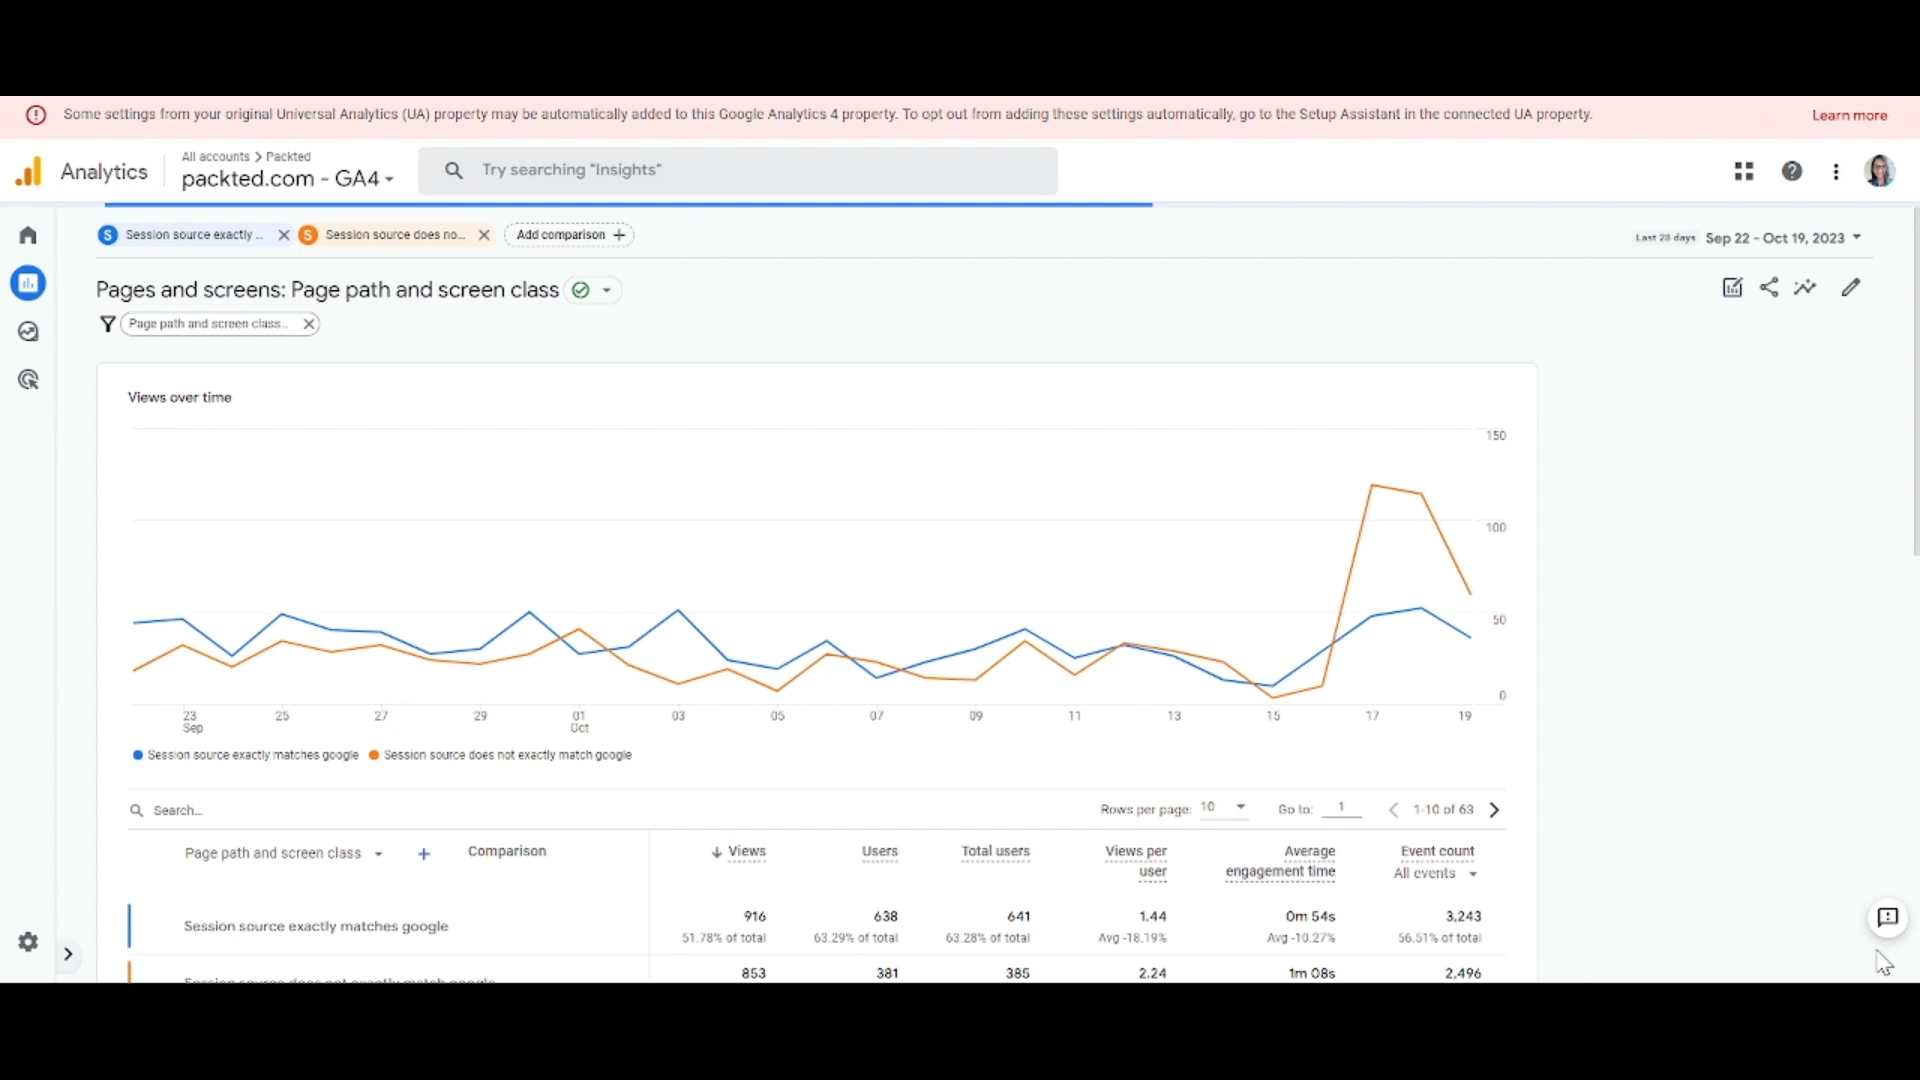 Some settings from your original Universal Analytics (UA) property may be automatically added to this Google Analytics 4 property. To opt out from adding these settings automatically, go to the Setup Assistant in the connected UA property.
Learn more
Analytics
All accounts > Packted
packted.com - GA4
Try searching "Insights"
S Session source exactly ...
S Session source does no...
Add comparison +
Last 28 days Sep 22 - Oct 19, 2023
Pages and screens: Page path and screen class
Page path and screen class...
Views over time
150
100
50
0
23 Sep
25
27
29
01 Oct
03
05
07
09
11
13
15
17
19
Session source exactly matches google
Session source does not exactly match google
Search...
Rows per page: 10
Go to: 1
1-10 of 63
Page path and screen class
+
Comparison
Views
Users
Total users
Views per user
Average engagement time
Event count
All events
Session source exactly matches google
916 638 641 1.44 0m 54s 3,243
51.78% of total 63.29% of total 63.28% of total Avg -18.19% Avg -10.27% 56.51% of total
Session source does not exactly match google
853 381 385 2.24 1m 08s 2,496